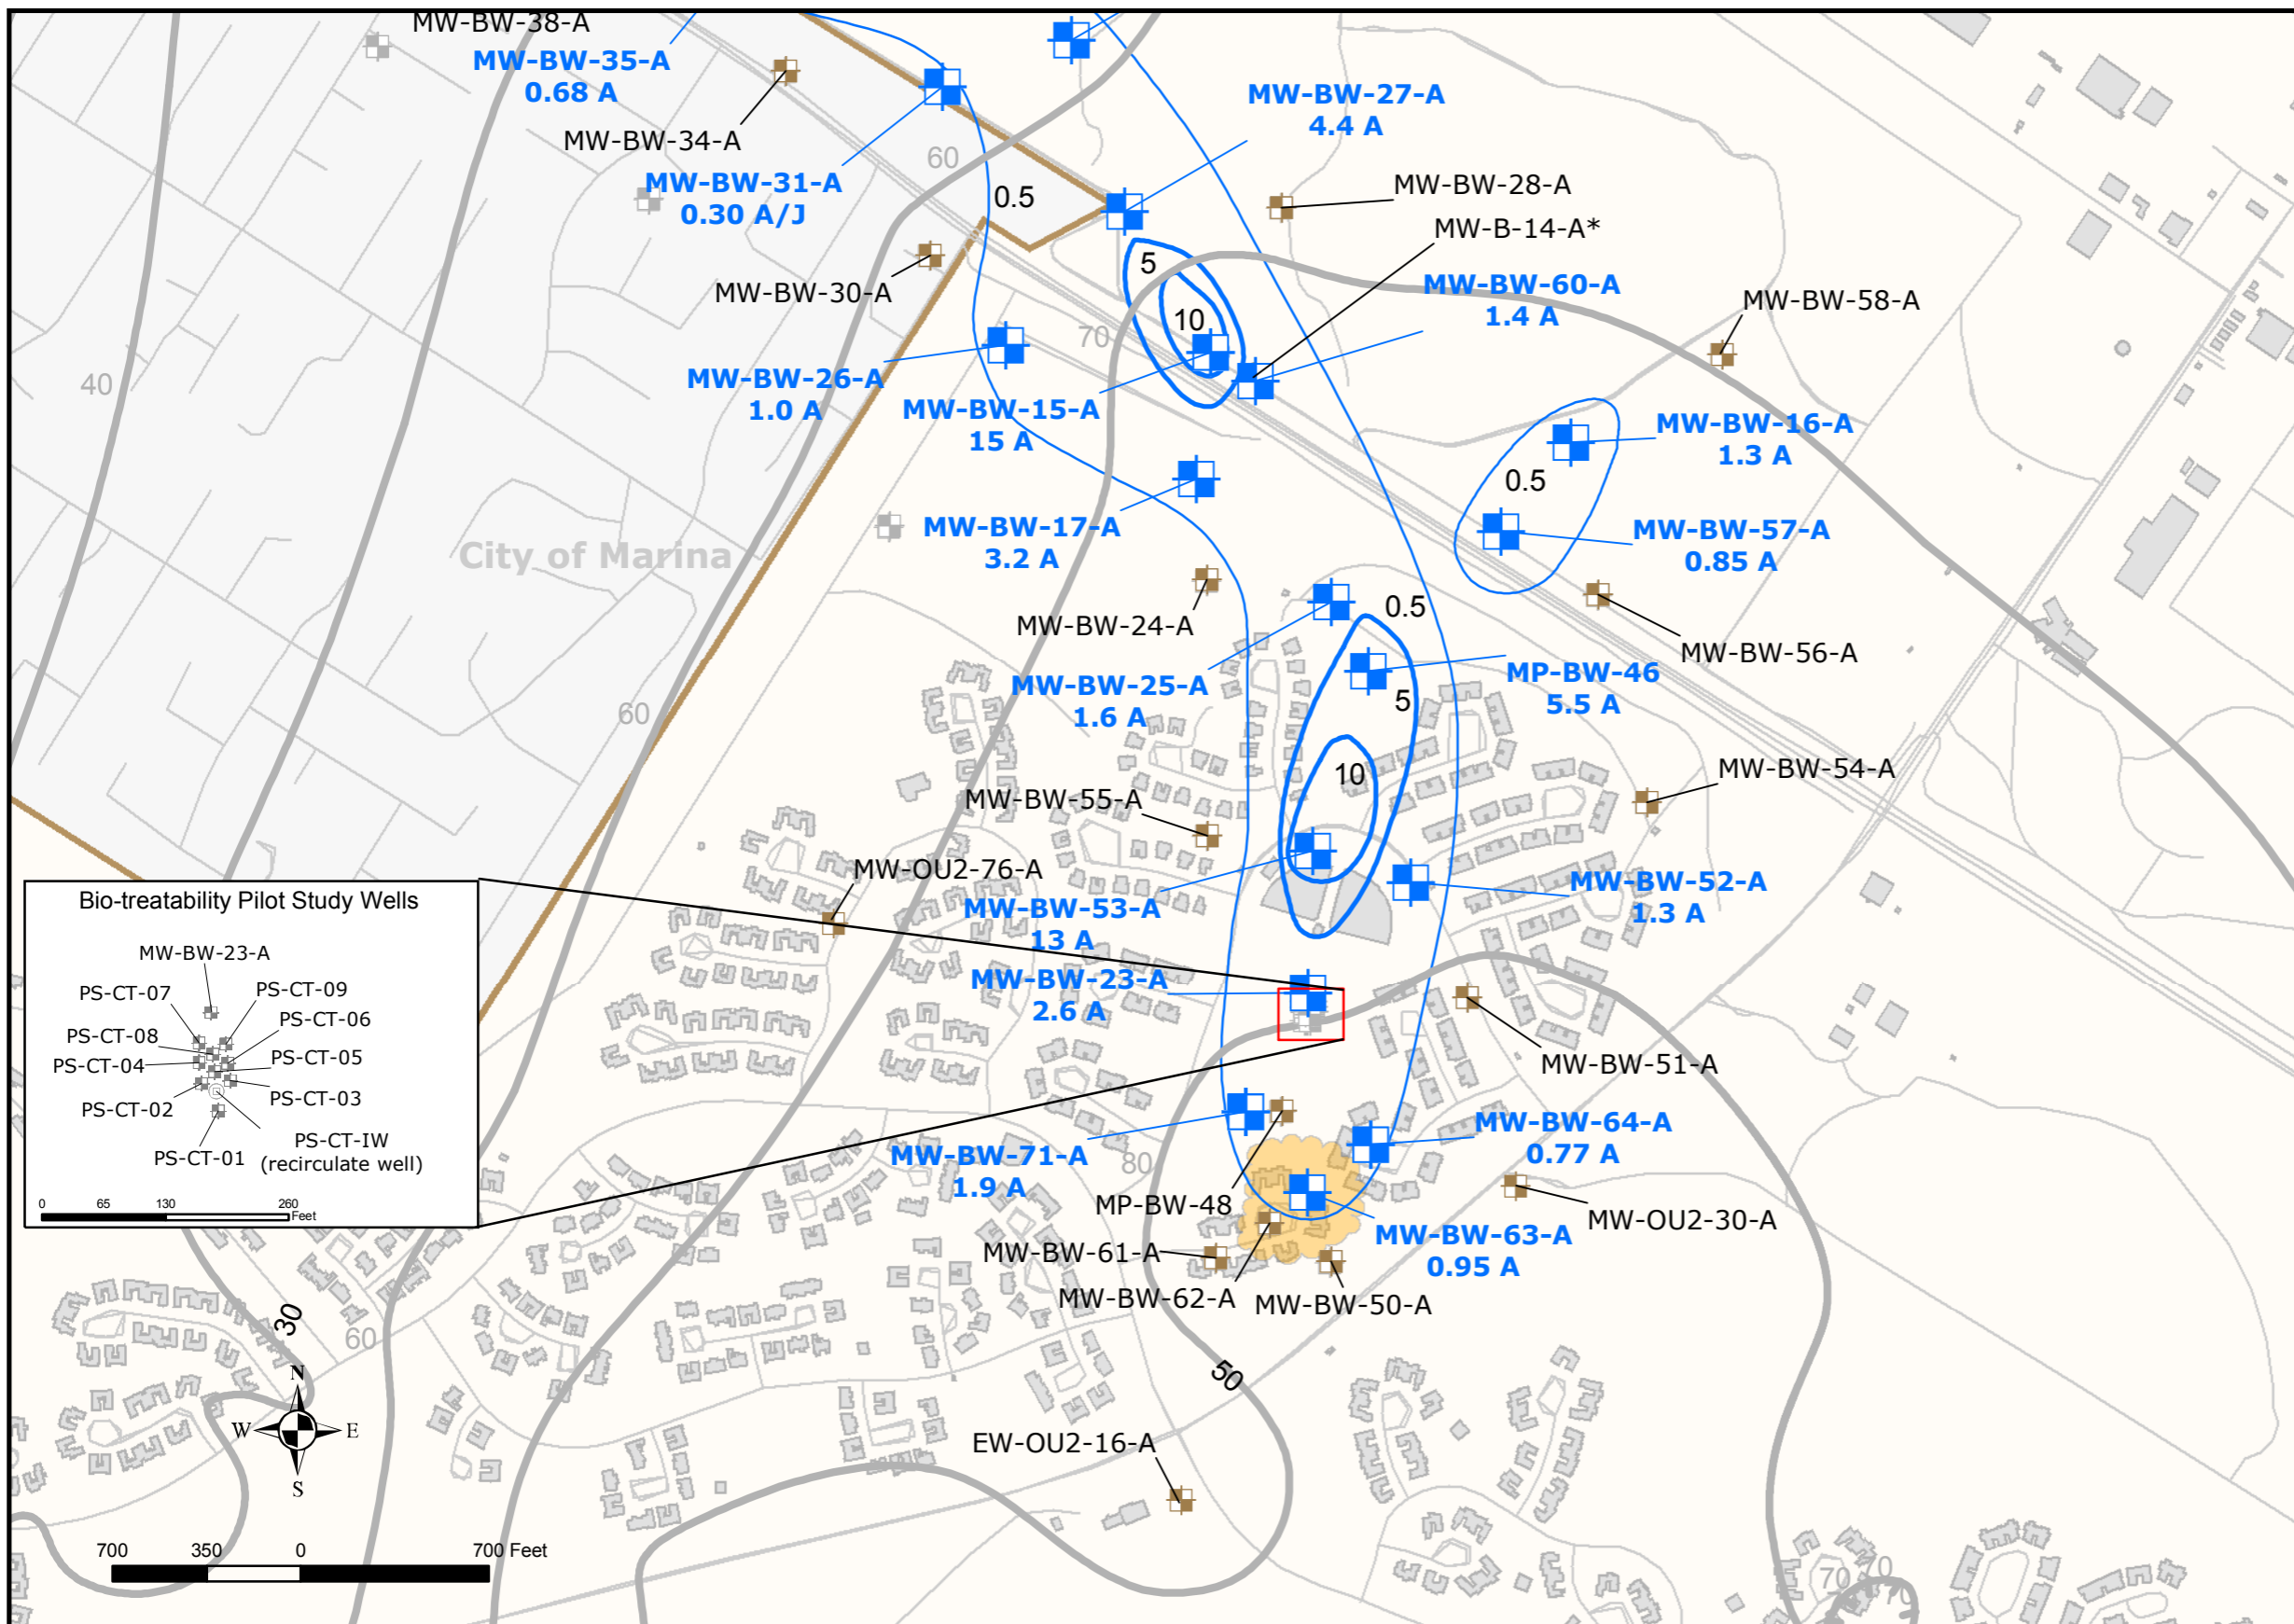 MW-BW-38-A
MW-BW-35-A
0.68 A
MW-BW-27-A
4.4 A
MW-BW-34-A
60
MW-BW-31-A
0.30 A/J
0.5
MW-BW-28-A
MW-B-14-A*
5
MW-BW-30-A
MW-BW-60-A
1.4 A
MW-BW-58-A
10
70
40
MW-BW-26-A
1.0 A
MW-BW-15-A
15 A
MW-BW-16-A
1.3 A
0.5
MW-BW-17-A
3.2 A
MW-BW-57-A
0.85 A
City of Marina
0.5
MW-BW-24-A
MW-BW-56-A
MW-BW-25-A
1.6 A
MP-BW-46
5.5 A
5
60
10
MW-BW-54-A
MW-BW-55-A
MW-OU2-76-A
MW-BW-52-A
1.3 A
MW-BW-53-A
13 A
MW-BW-23-A
2.6 A
Bio-treatability Pilot Study Wells
MW-BW-23-A
PS-CT-07
PS-CT-09
PS-CT-06
PS-CT-08
PS-CT-05
PS-CT-04
PS-CT-03
PS-CT-02
PS-CT-IW
(recirculate well)
PS-CT-01
0 65 130 260
Feet
MW-BW-51-A
MW-BW-64-A
0.77 A
MW-BW-71-A
1.9 A
80
MP-BW-48
MW-OU2-30-A
MW-BW-63-A
0.95 A
MW-BW-61-A
MW-BW-62-A
MW-BW-50-A
30
60
50
N
W E
S
EW-OU2-16-A
700 350 0 700 Feet
70
70
70